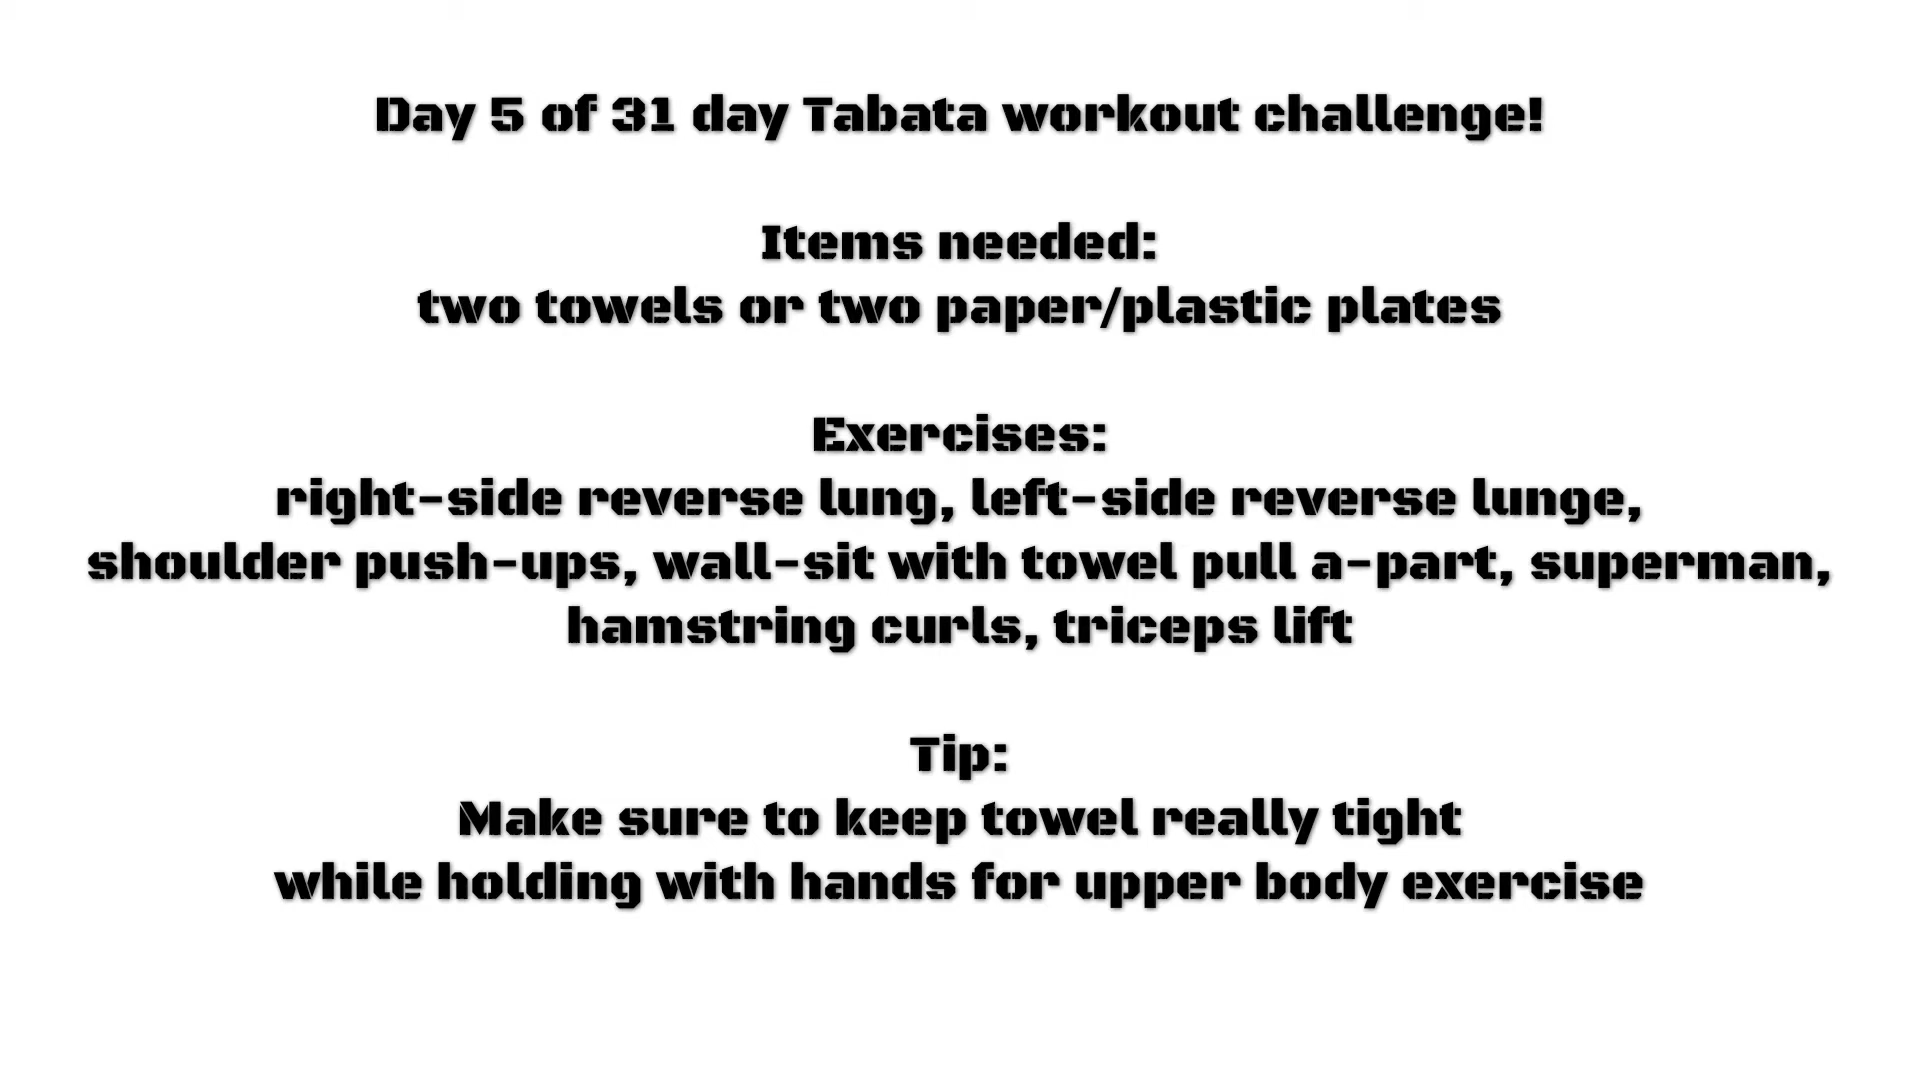 Day 5 of 31 day Tabata workout challenge!
Items needed:
two towels or two paper/plastic plates
Exercises:
right-side reverse lung, left-side reverse lunge,
shoulder push-ups, wall-sit with towel pull a-part, superman,
hamstring curls, triceps lift
Tip:
Make sure to keep towel really tight
while holding with hands for upper body exercise